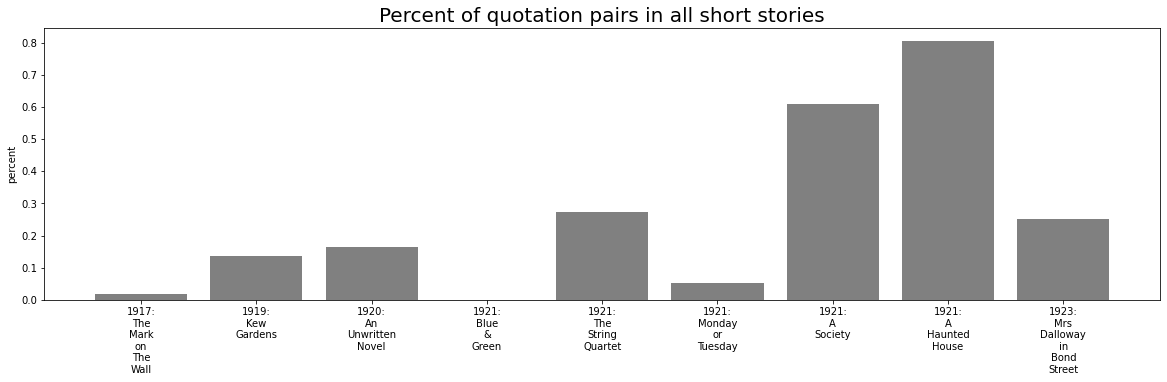 Percent of quotation pairs in all short stories
percent
0.8
0.7
0.6
0.5
0.4
0.3
0.2
0.1
0.0
1917:
The
Mark
on
The
Wall
1919:
Kew
Gardens
1920:
An
Unwritten
Novel
1921:
Blue
&
Green
1921:
The
String
Quartet
1921:
Monday
or
Tuesday
1921:
A
Society
1921:
A
Haunted
House
1923:
Mrs
Dalloway
in
Bond
Street